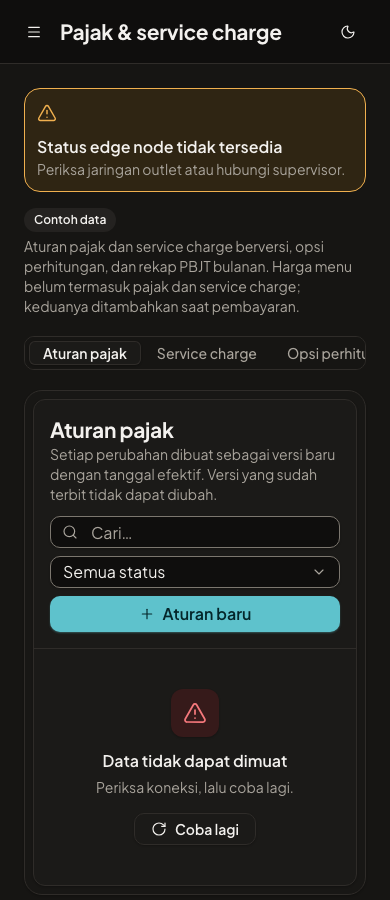 Pajak & service charge
Status edge node tidak tersedia
Periksa jaringan outlet atau hubungi supervisor.
Contoh data
Aturan pajak dan service charge berversi, opsi
perhitungan, dan rekap PBJT bulanan. Harga menu
belum termasuk pajak dan service charge;
keduanya ditambahkan saat pembayaran.
Aturan pajak Service charge Opsi perhitu
Aturan pajak
Setiap perubahan dibuat sebagai versi baru
dengan tanggal efektif. Versi yang sudah
terbit tidak dapat diubah.
Cari...
Semua status
Aturan baru
Data tidak dapat dimuat
Periksa koneksi, lalu coba lagi.
Coba lagi